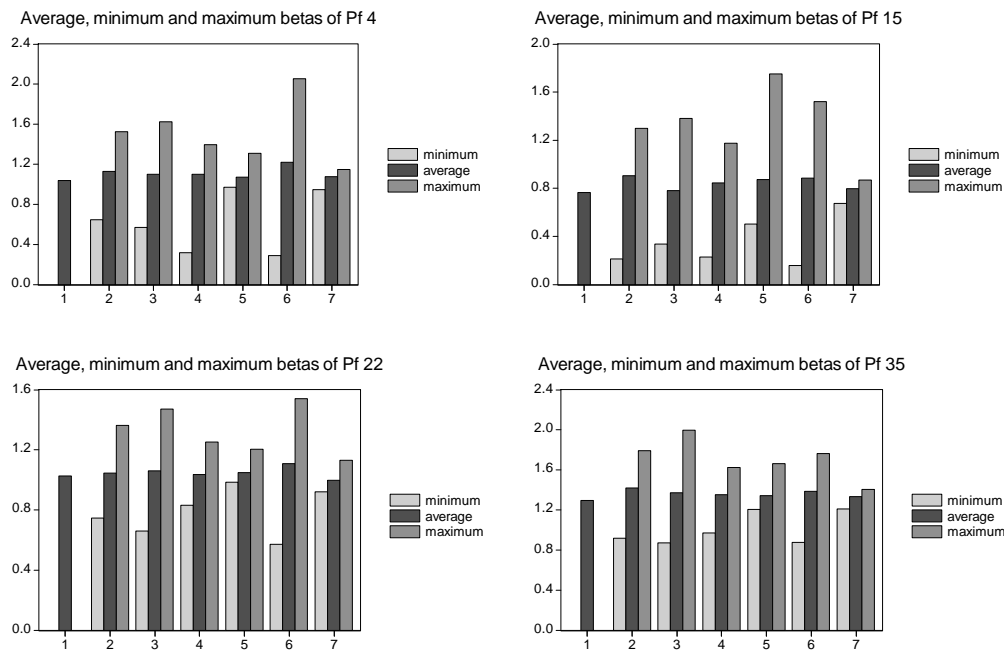 Average, minimum and maximum betas of Pf 4
2.4
2.0
1.6
1.2
0.8
0.4
0.0
1 2 3 4 5 6 7
minimum
average
maximum
Average, minimum and maximum betas of Pf 15
2.0
1.6
1.2
0.8
0.4
0.0
1 2 3 4 5 6 7
minimum
average
maximum
Average, minimum and maximum betas of Pf 22
1.6
1.2
0.8
0.4
0.0
1 2 3 4 5 6 7
minimum
average
maximum
Average, minimum and maximum betas of Pf 35
2.4
2.0
1.6
1.2
0.8
0.4
0.0
1 2 3 4 5 6 7
minimum
average
maximum